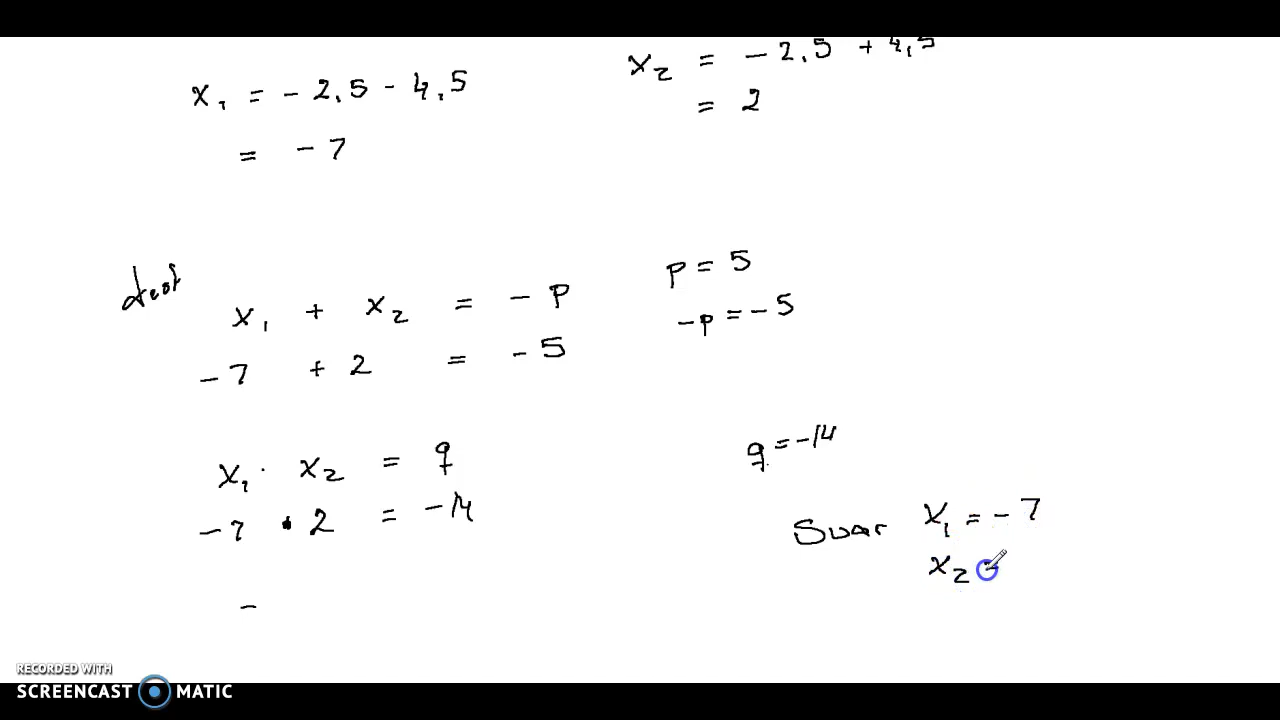 x₁ = - 2.5 - 4.5
= - 7
x₂ = - 2.5 + 4.5
= 2
x₁ + x₂ = - p
-7 + 2 = - 5
p = 5
-p = - 5
x₁ · x₂ = q
-7 · 2 = -14
-
q = -14
Svar x₁ = - 7
x₂ =
RECORDED WITH
SCREENCAST MATIC